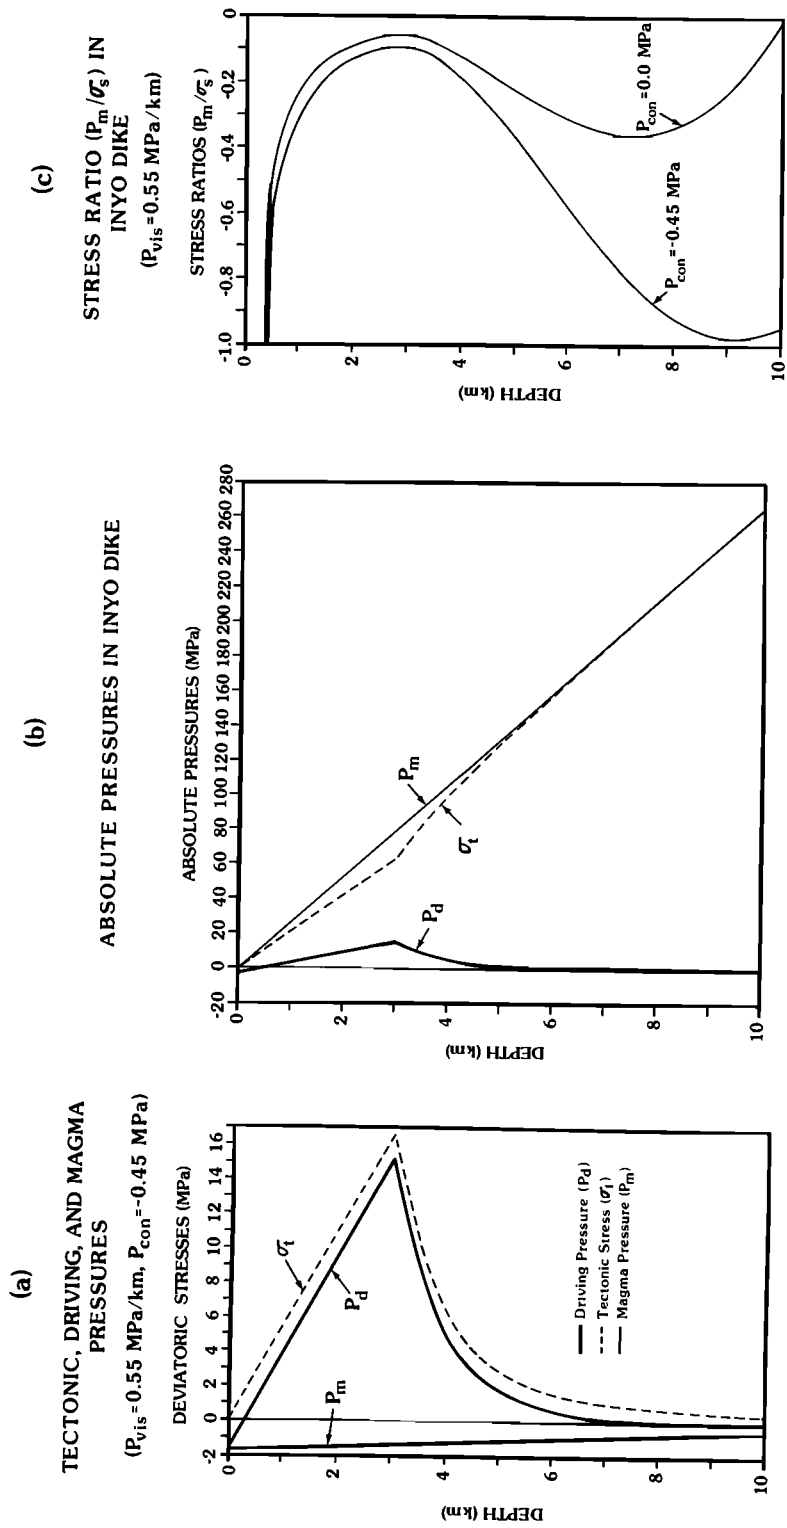 (a)
TECTONIC, DRIVING, AND MAGMA
PRESSURES
(Pvis=0.55 MPa/km, Pcon=-0.45 MPa)
DEVIATORIC STRESSES (MPa)
-2 0 2 4 6 8 10 12 14 16
0
2
4
6
8
10
DEPTH (km)
σt
Pd
Pm
Driving Pressure (Pd)
Tectonic Stress (σt)
Magma Pressure (Pm)
(b)
ABSOLUTE PRESSURES IN INYO DIKE
ABSOLUTE PRESSURES (MPa)
-20 0 20 40 60 80 100 120 140 160 180 200 220 240 260 280
0
2
4
6
8
10
DEPTH (km)
Pm
σt
Pd
(c)
STRESS RATIO (Pm/σs) IN
INYO DIKE
(Pvis=0.55 MPa/km)
STRESS RATIOS (Pm/σs)
-1.0 -0.8 -0.6 -0.4 -0.2 0
0
2
4
6
8
10
DEPTH (km)
Pcon=0.0 MPa
Pcon=-0.45 MPa